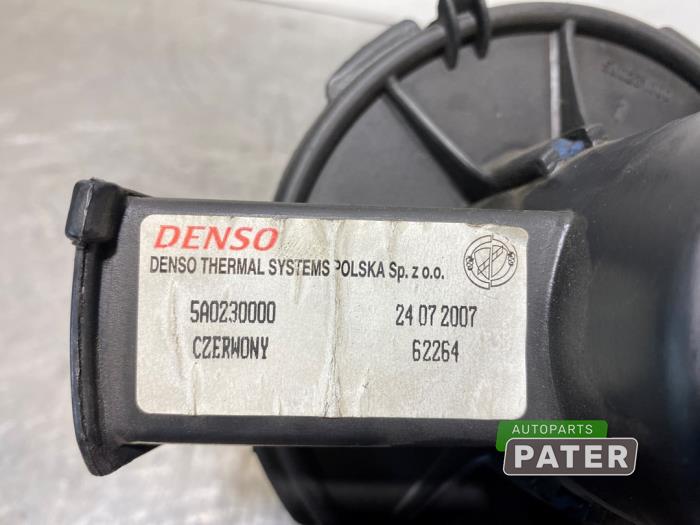 DENSO
DENSO THERMAL SYSTEMS POLSKA Sp. z o.o.
5A0230000 24 07 2007
CZERWONY 62264
AUTOPARTS
PATER